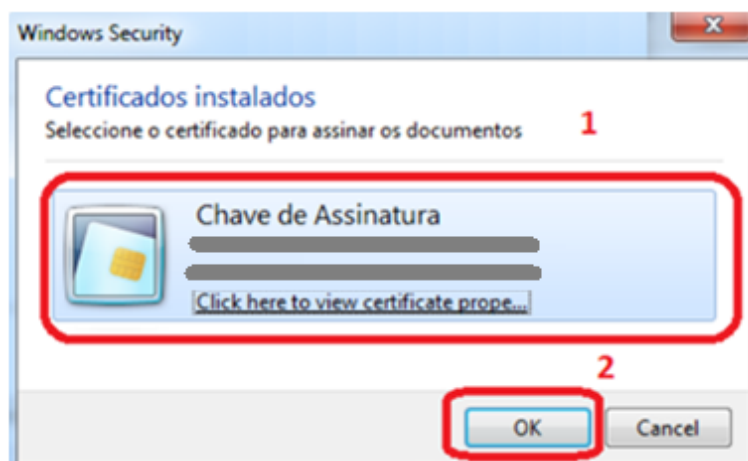 Windows Security
Certificados instalados
Seleccione o certificado para assinar os documentos
1
Chave de Assinatura
Click here to view certificate prope...
2
OK
Cancel